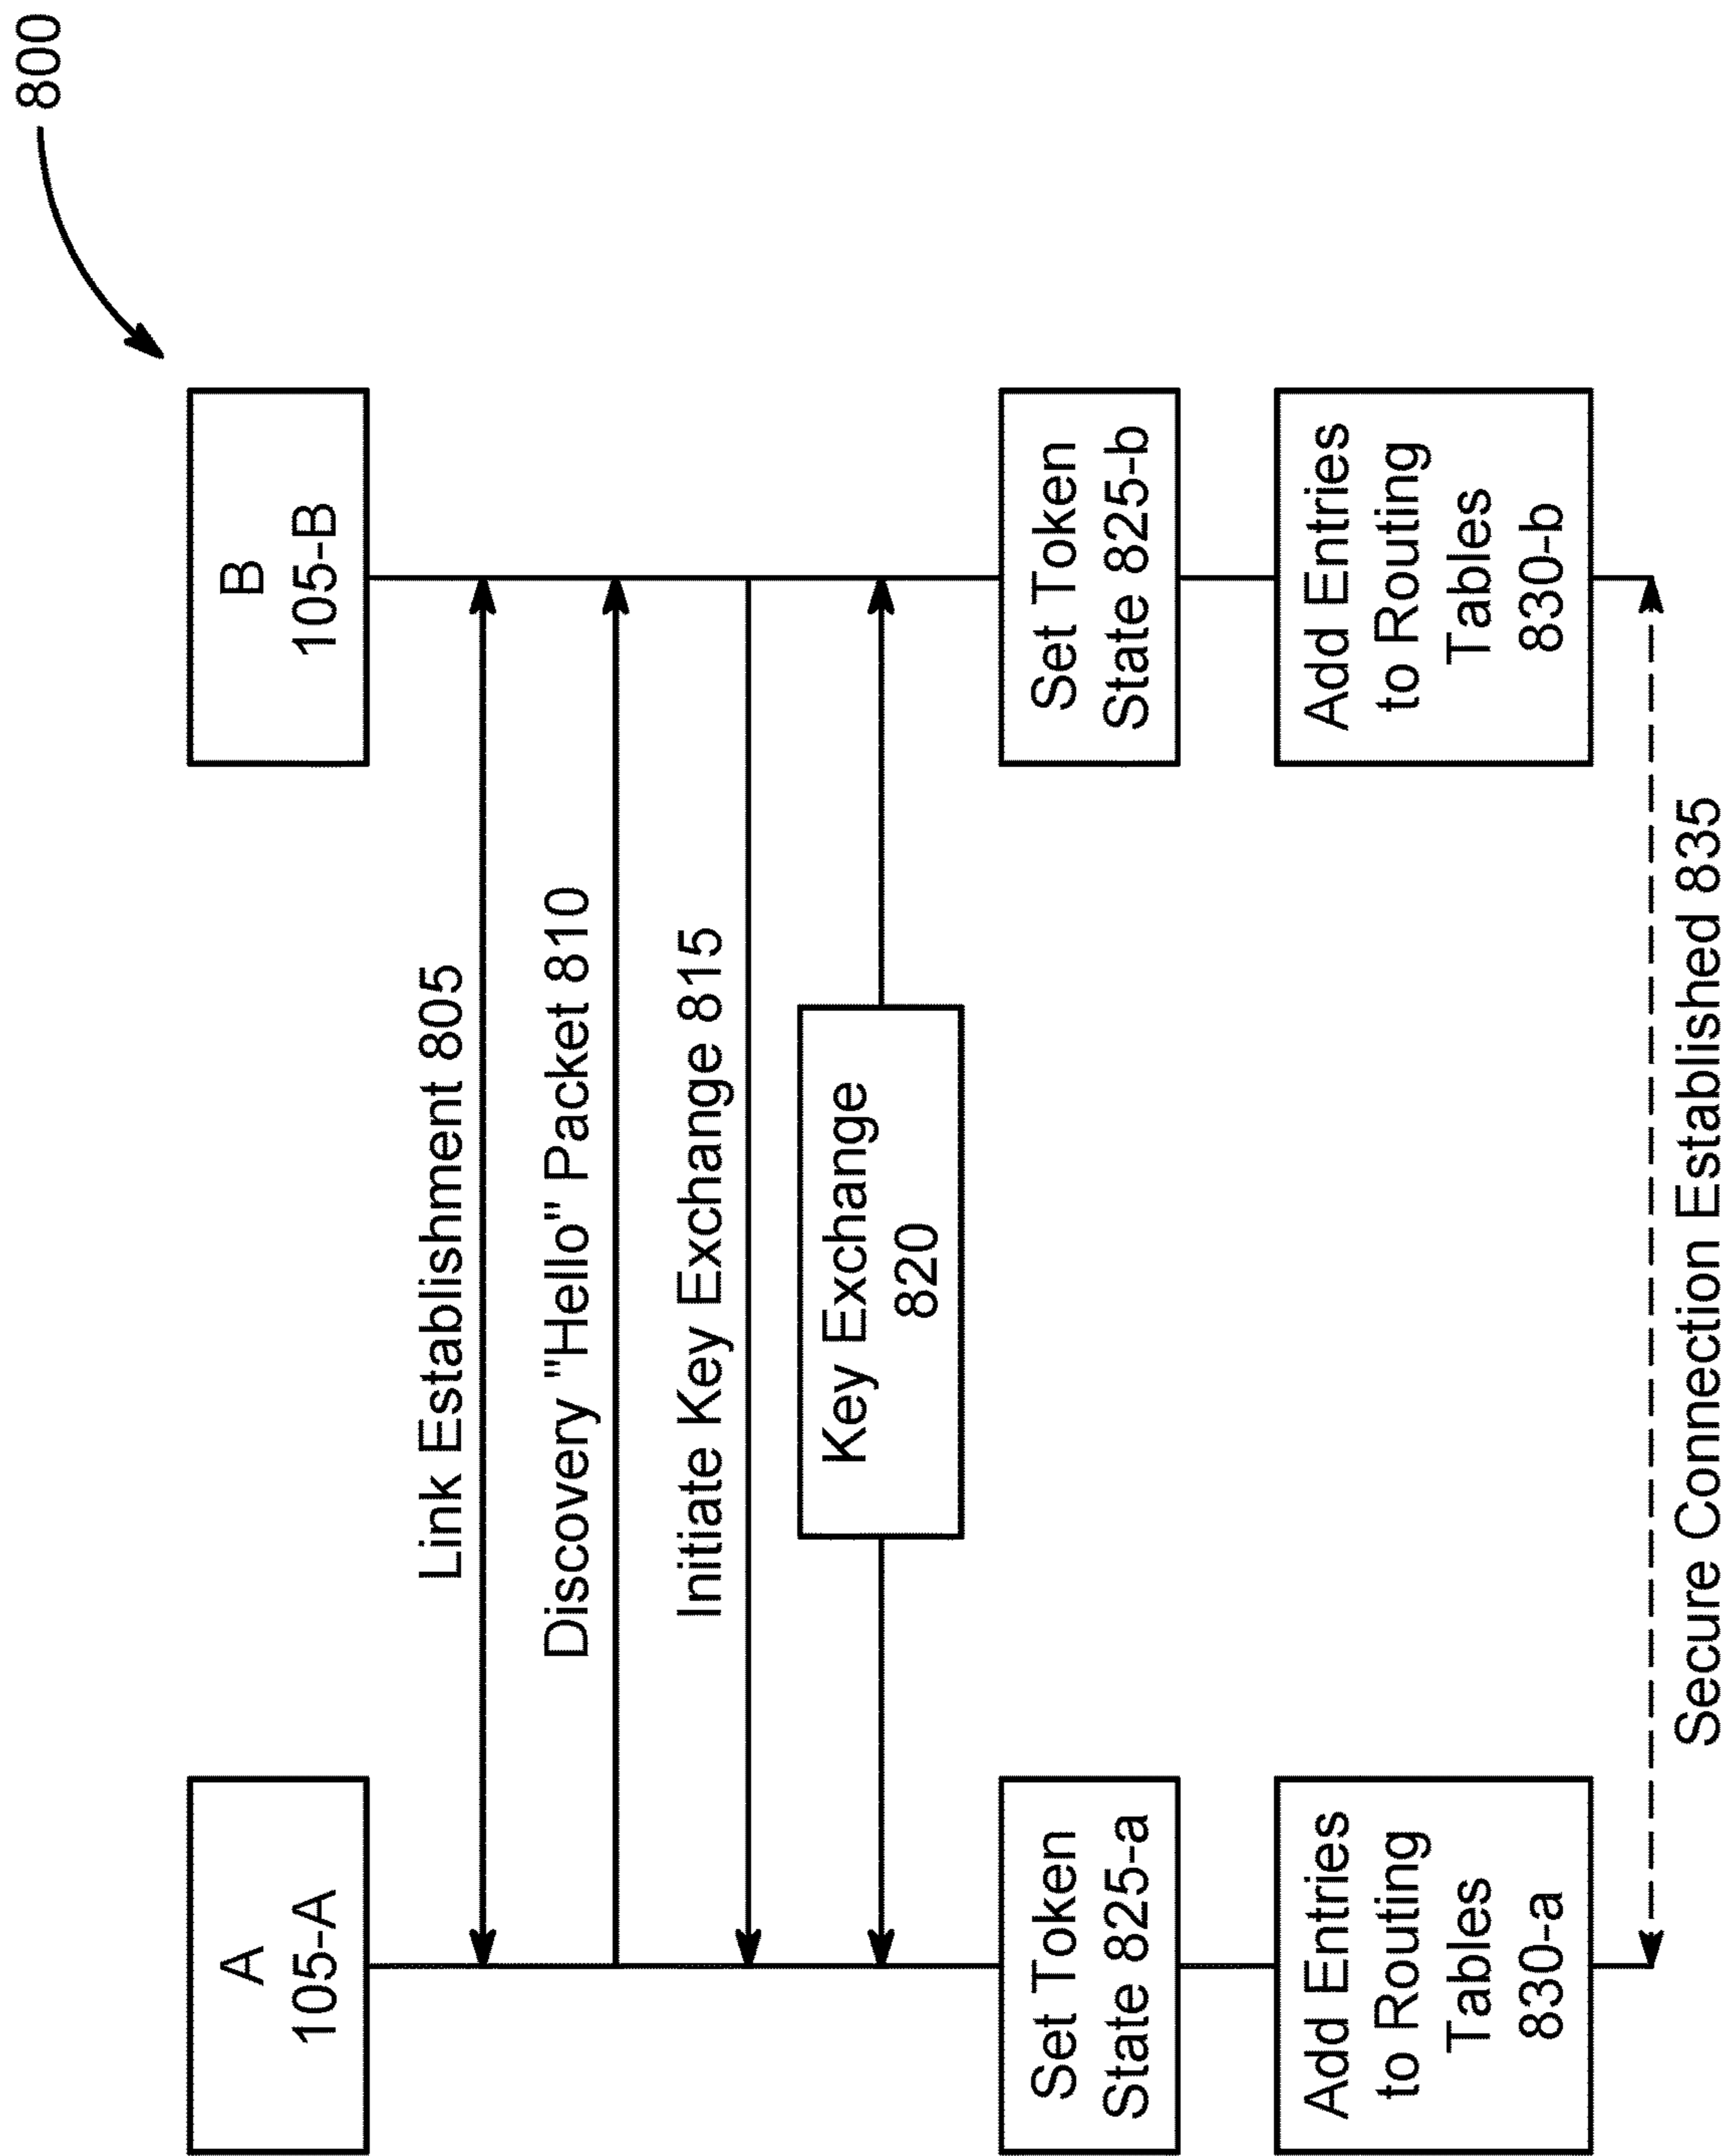 800
A
105-A
B
105-B
Link Establishment 805
Discovery "Hello" Packet 810
Initiate Key Exchange 815
Key Exchange
820
Set Token
State 825-a
Set Token
State 825-b
Add Entries
to Routing
Tables
830-a
Add Entries
to Routing
Tables
830-b
Secure Connection Established 835